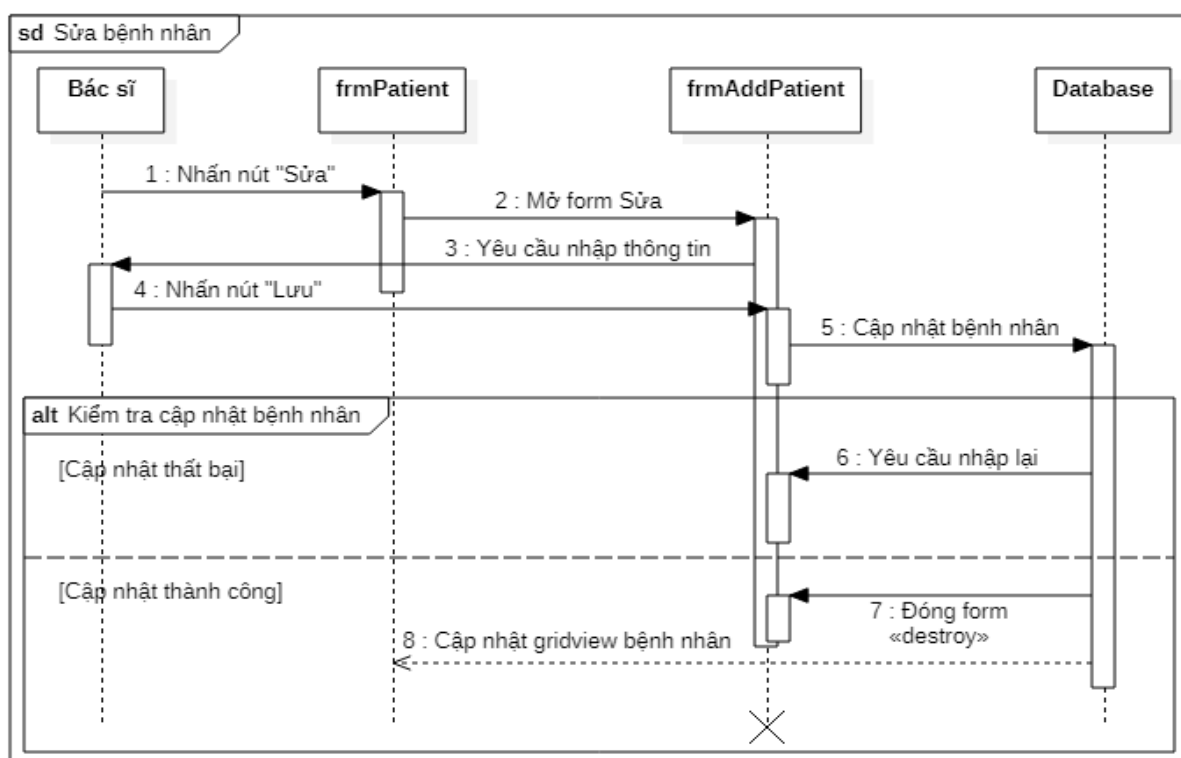 sd Sửa bệnh nhân
Bác sĩ
frmPatient
frmAddPatient
Database
1 : Nhấn nút "Sửa"
2 : Mở form Sửa
3 : Yêu cầu nhập thông tin
4 : Nhấn nút "Lưu"
5 : Cập nhật bệnh nhân
alt Kiểm tra cập nhật bệnh nhân
[Cập nhật thất bại]
6 : Yêu cầu nhập lại
[Cập nhật thành công]
7 : Đóng form
«destroy»
8 : Cập nhật gridview bệnh nhân